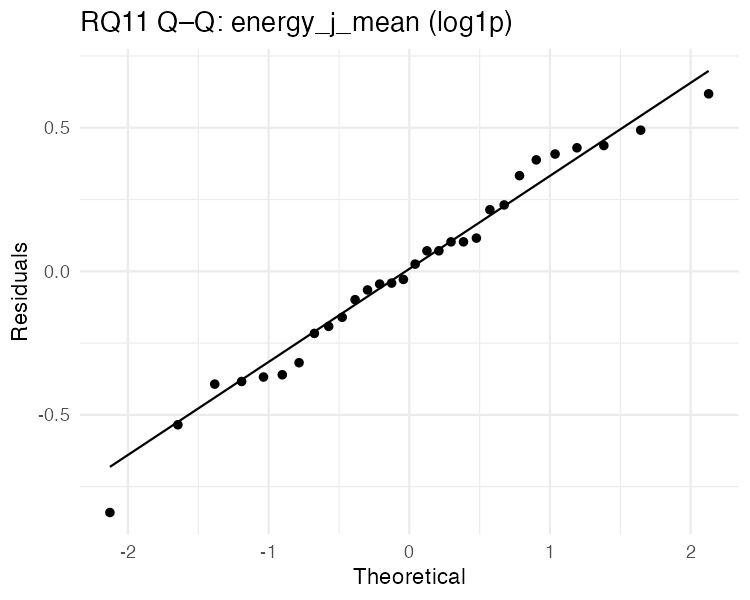 RQ11 Q–Q: energy_j_mean (log1p)
Residuals
0.5
0.0
-0.5
-2
-1
0
1
2
Theoretical